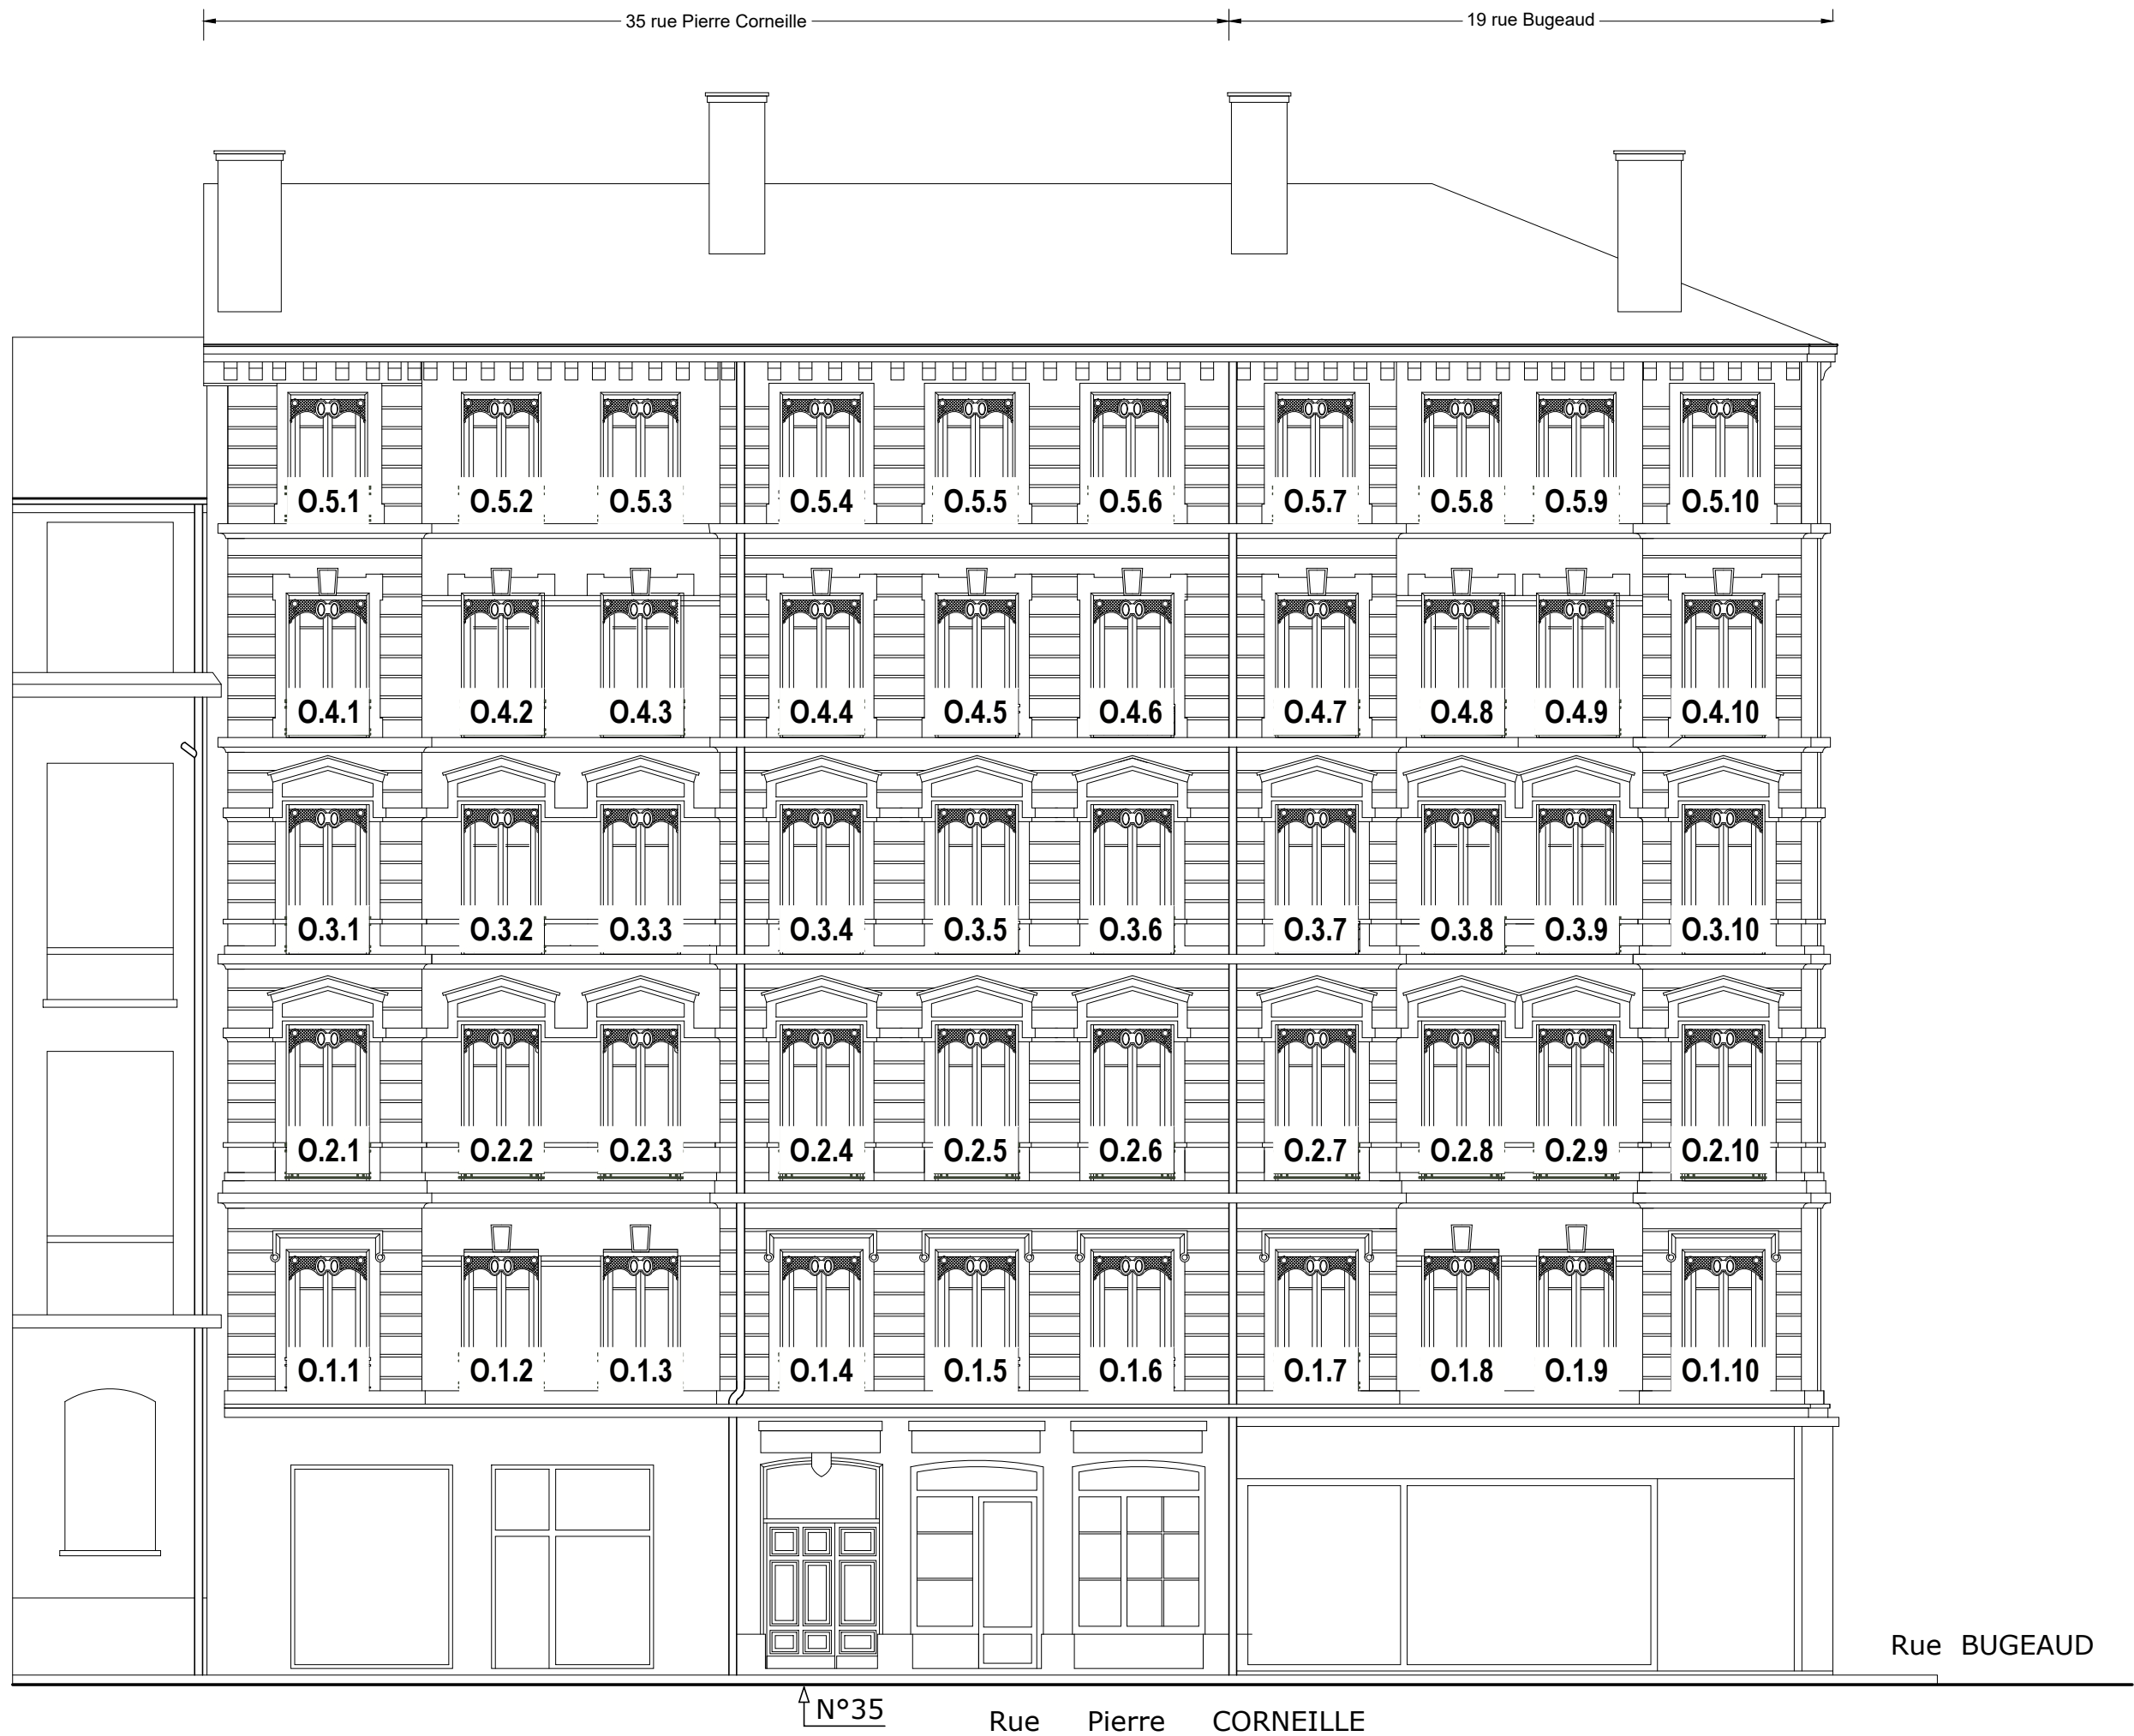 35 rue Pierre Corneille 19 rue Bugeaud
O.5.1 O.5.2 O.5.3 O.5.4 O.5.5 O.5.6 O.5.7 O.5.8 O.5.9 O.5.10
O.4.1 O.4.2 O.4.3 O.4.4 O.4.5 O.4.6 O.4.7 O.4.8 O.4.9 O.4.10
O.3.1 O.3.2 O.3.3 O.3.4 O.3.5 O.3.6 O.3.7 O.3.8 O.3.9 O.3.10
O.2.1 O.2.2 O.2.3 O.2.4 O.2.5 O.2.6 O.2.7 O.2.8 O.2.9 O.2.10
O.1.1 O.1.2 O.1.3 O.1.4 O.1.5 O.1.6 O.1.7 O.1.8 O.1.9 O.1.10
Rue BUGEAUD
N°35
Rue Pierre CORNEILLE